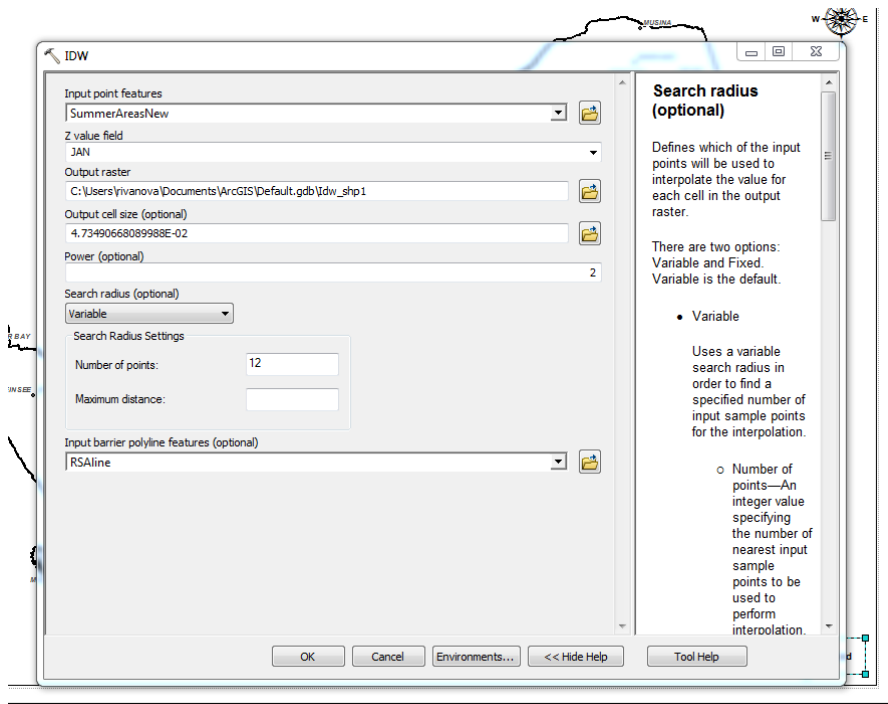 MUSINA
W
E
IDW
Input point features
SummerAreasNew
Z value field
JAN
Output raster
C:\Users\rivanova\Documents\ArcGIS\Default.gdb\Idw_shp1
Output cell size (optional)
4.73490668089988E-02
Power (optional)
2
Search radius (optional)
Variable
Search Radius Settings
Number of points:
12
Maximum distance:
Input barrier polyline features (optional)
RSAline
OK
Cancel
Environments...
<< Hide Help
Tool Help
Search radius
(optional)
Defines which of the input
points will be used to
interpolate the value for
each cell in the output
raster.
There are two options:
Variable and Fixed.
Variable is the default.
• Variable
Uses a variable
search radius in
order to find a
specified number of
input sample points
for the interpolation.
o Number of
points—An
integer value
specifying
the number of
nearest input
sample
points to be
used to
perform
interpolation.
R BAY
IN SEE
M
d